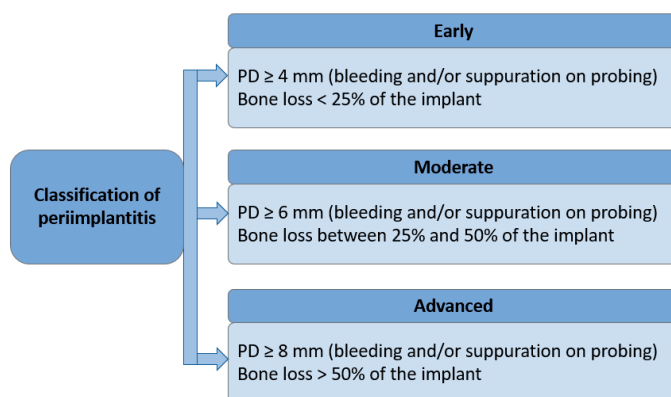 Classification of
periimplantitis
Early
PD ≥ 4 mm (bleeding and/or suppuration on probing)
Bone loss < 25% of the implant
Moderate
PD ≥ 6 mm (bleeding and/or suppuration on probing)
Bone loss between 25% and 50% of the implant
Advanced
PD ≥ 8 mm (bleeding and/or suppuration on probing)
Bone loss > 50% of the implant